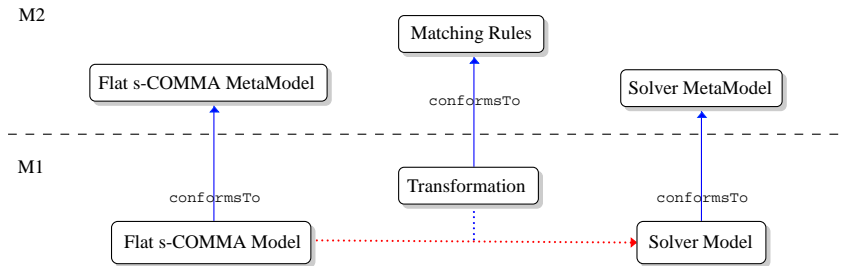 M2
Matching Rules
Flat s-COMMA MetaModel
Solver MetaModel
conformsTo
M1
Transformation
conformsTo
conformsTo
Flat s-COMMA Model
Solver Model